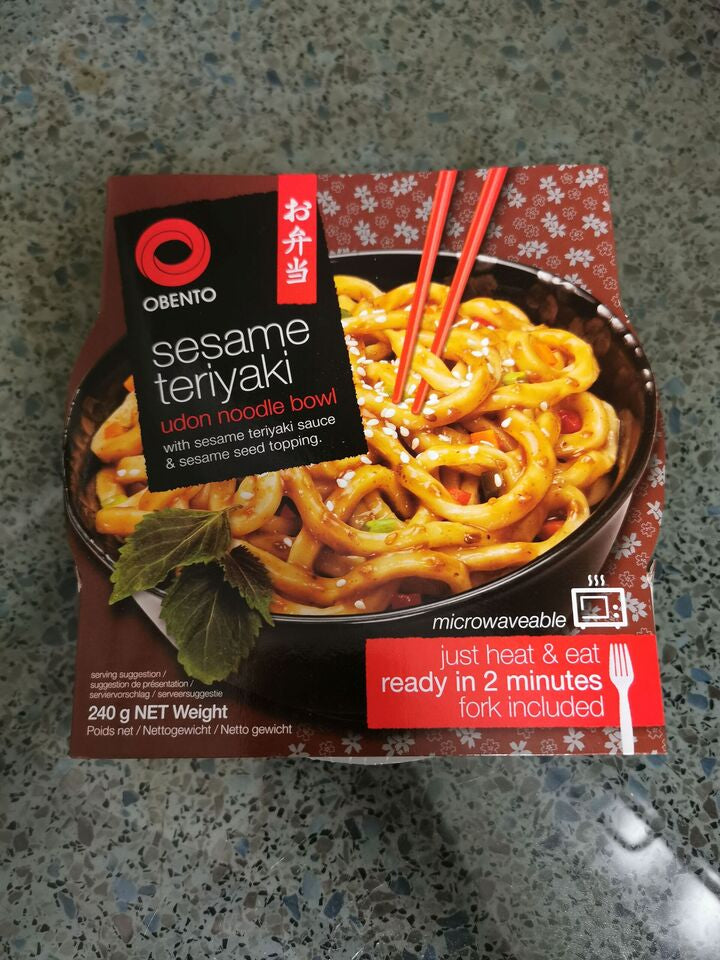 お弁当
OBENTO
sesame
teriyaki
udon noodle bowl
with sesame teriyaki sauce
& sesame seed topping.
microwaveable
just heat & eat
ready in 2 minutes
fork included
serving suggestion /
suggestion de présentation /
serviervorschlag / serveersuggestie
240 g NET Weight
Poids net / Nettogewicht / Netto gewicht